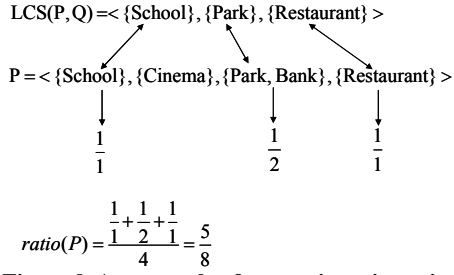 LCS(P,Q)=< {School}, {Park}, {Restaurant} >
P = < {School}, {Cinema}, {Park, Bank}, {Restaurant} >
1/1 1/2 1/1
ratio(P) = (1/1 + 1/2 + 1/1)/4 = 5/8